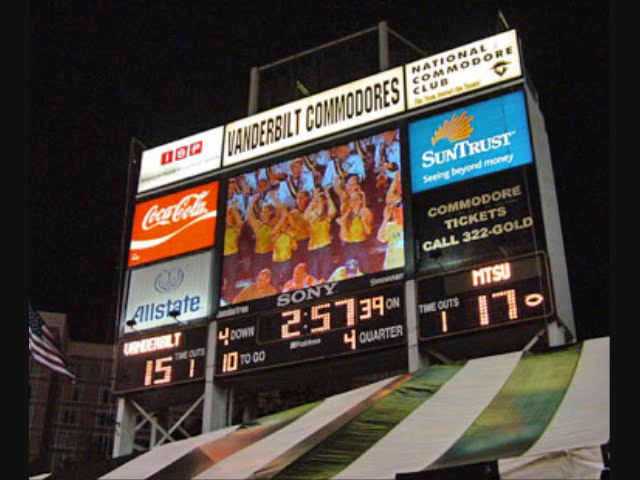 NATIONAL
COMMODORE
CLUB
VANDERBILT COMMODORES
ISP
Coca-Cola
SUNTRUST
Seeing beyond money
COMMODORE
TICKETS
CALL 322-GOLD
Allstate
JumboTron
SONY
VANDERBILT
TIME OUTS
15 1
4 DOWN
10 TO GO
2:57 39 ON
4 QUARTER
MTSU
TIME OUTS
1 17